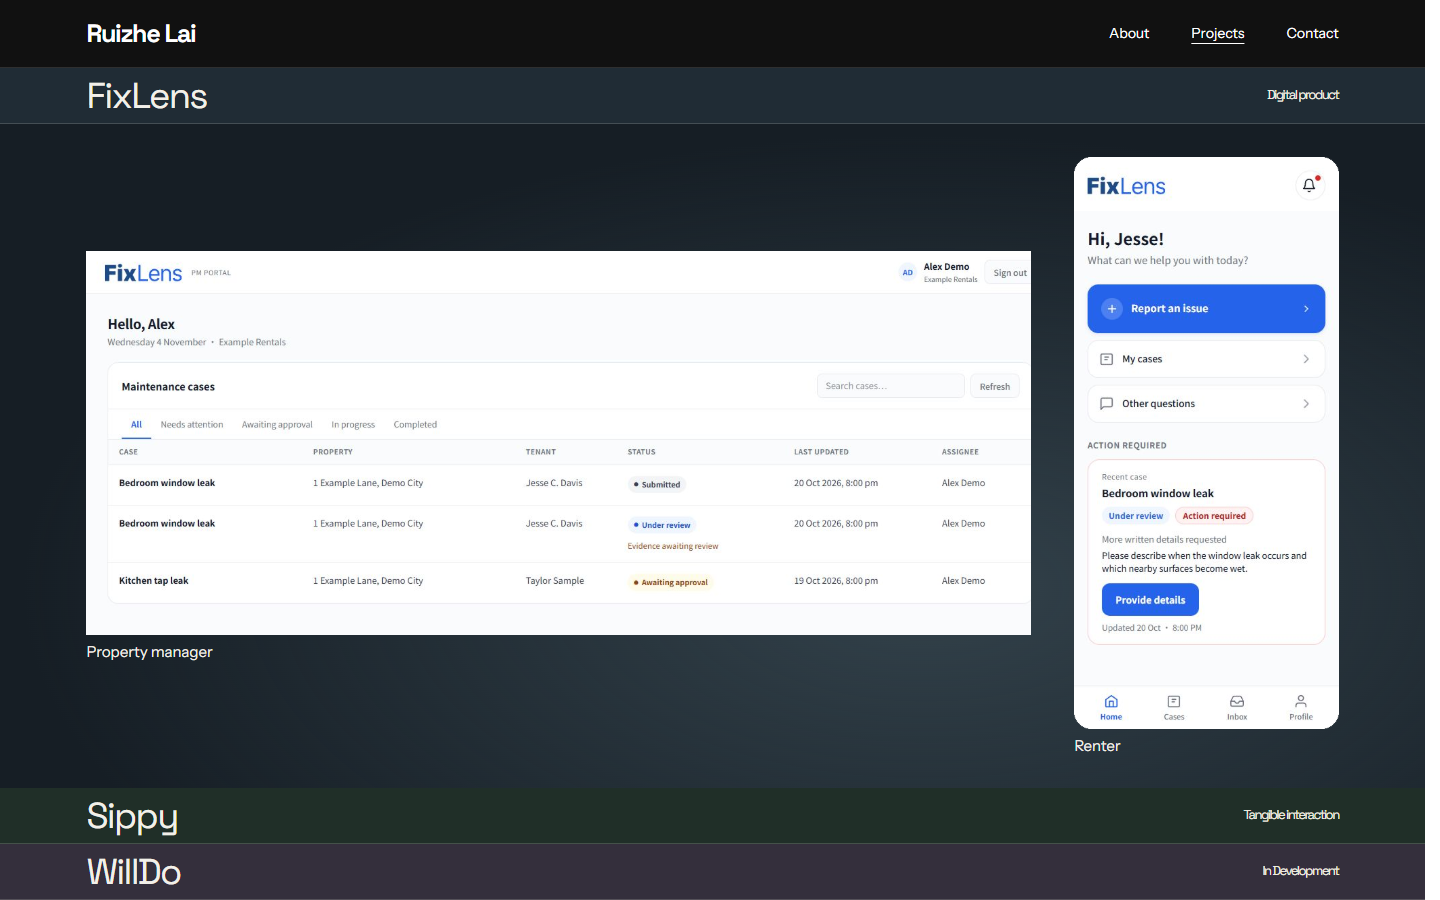 Ruizhe Lai
About Projects Contact
FixLens
Digital product
FixLens PM PORTAL
AD Alex Demo
Example Rentals
Sign out
Hello, Alex
Wednesday 4 November • Example Rentals
Maintenance cases
Search cases...
Refresh
All Needs attention Awaiting approval In progress Completed
CASE PROPERTY TENANT STATUS LAST UPDATED ASSIGNEE
Bedroom window leak 1 Example Lane, Demo City Jesse C. Davis Submitted 20 Oct 2026, 8:00 pm Alex Demo
Bedroom window leak 1 Example Lane, Demo City Jesse C. Davis Under review 20 Oct 2026, 8:00 pm Alex Demo
Evidence awaiting review
Kitchen tap leak 1 Example Lane, Demo City Taylor Sample Awaiting approval 19 Oct 2026, 8:00 pm Alex Demo
Property manager
FixLens
Hi, Jesse!
What can we help you with today?
Report an issue
My cases
Other questions
ACTION REQUIRED
Recent case
Bedroom window leak
Under review Action required
More written details requested
Please describe when the window leak occurs and
which nearby surfaces become wet.
Provide details
Updated 20 Oct • 8:00 PM
Home Cases Inbox Profile
Renter
Sippy
Tangible interaction
WillDo
In Development